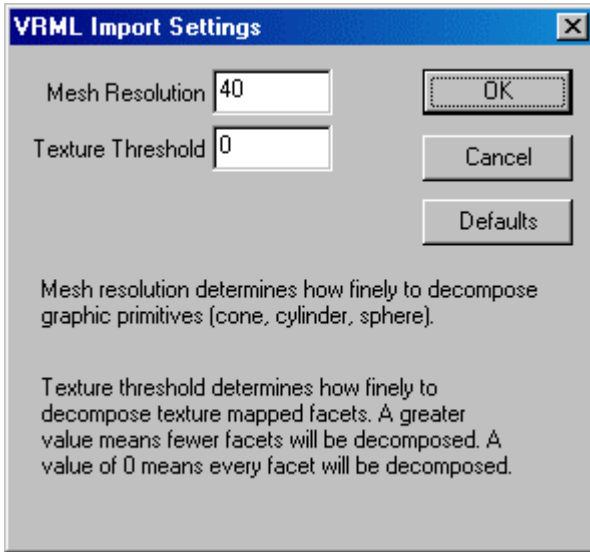 VRML Import Settings
Mesh Resolution 40
OK
Texture Threshold 0
Cancel
Defaults
Mesh resolution determines how finely to decompose
graphic primitives (cone, cylinder, sphere).
Texture threshold determines how finely to
decompose texture mapped facets. A greater
value means fewer facets will be decomposed. A
value of 0 means every facet will be decomposed.